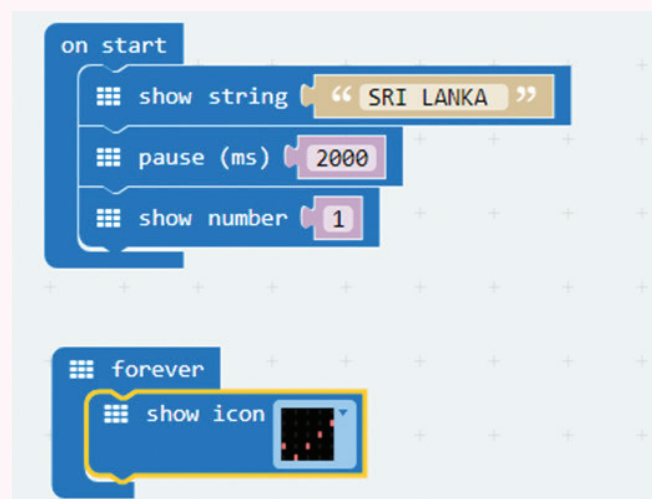 on start
show string “ SRI LANKA ”
pause (ms) 2000
show number 1
forever
show icon